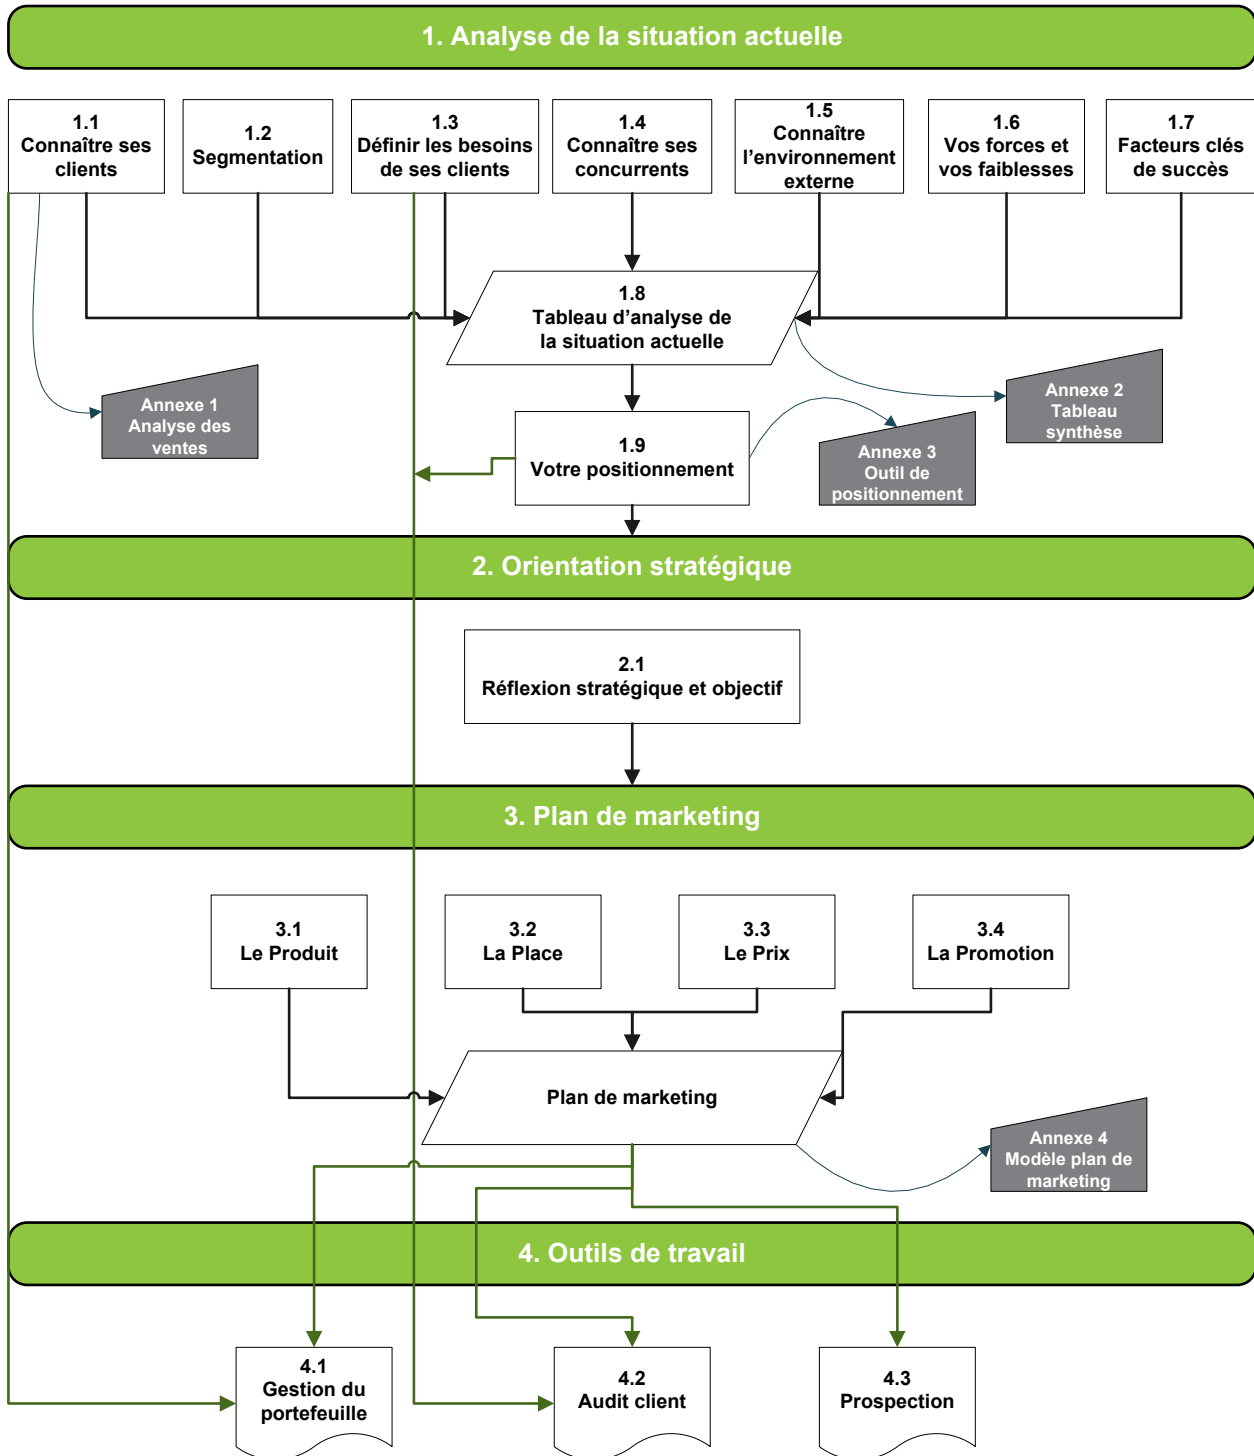 1. Analyse de la situation actuelle
1.1
Connaître ses
clients
1.2
Segmentation
1.3
Définir les besoins
de ses clients
1.4
Connaître ses
concurrents
1.5
Connaître
l’environnement
externe
1.6
Vos forces et
vos faiblesses
1.7
Facteurs clés
de succès
1.8
Tableau d’analyse de
la situation actuelle
Annexe 1
Analyse des
ventes
Annexe 2
Tableau
synthèse
1.9
Votre positionnement
Annexe 3
Outil de
positionnement
2. Orientation stratégique
2.1
Réflexion stratégique et objectif
3. Plan de marketing
3.1
Le Produit
3.2
La Place
3.3
Le Prix
3.4
La Promotion
Plan de marketing
Annexe 4
Modèle plan de
marketing
4. Outils de travail
4.1
Gestion du
portefeuille
4.2
Audit client
4.3
Prospection